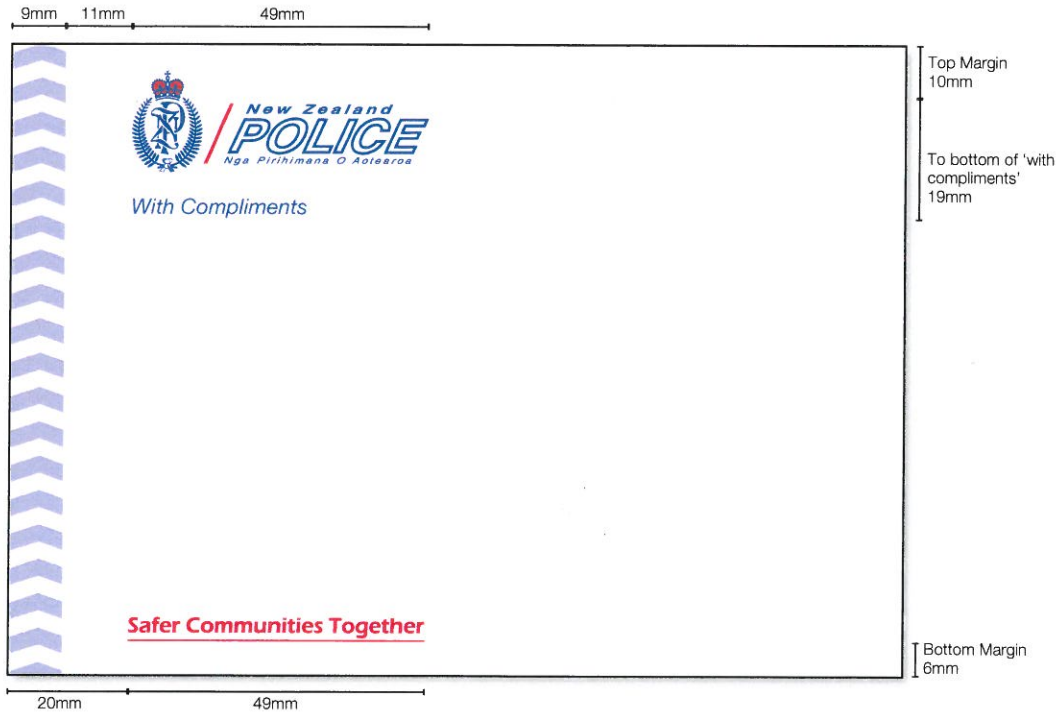 9mm 11mm 49mm
Top Margin
10mm
New Zealand
POLICE
Nga Pirihimana O Aotearoa
To bottom of 'with
compliments'
19mm
With Compliments
Safer Communities Together
Bottom Margin
6mm
20mm 49mm